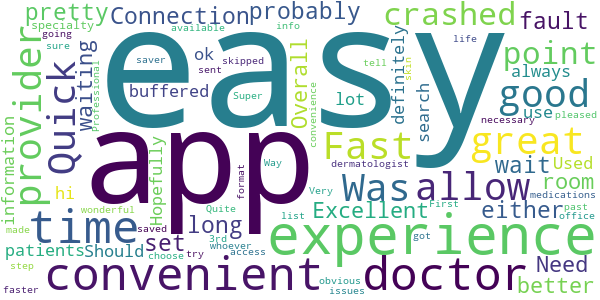 pretty
Connection
probably
crashed
fault
specialty
going
sure
saver
available
info
life
easy
provider
Quick
Waiting
ok
sent
skipped
buffered
Super
Overall
lot
tell
skin
definitely
search
point
always
good
use
necessary
pleased
Professional
convenience
information
hi
app
Fast
great
wait
Used
Hopefully
Way
dermatologist
format
Was
allow
room
medications
wonderful
time
Quite
Very
First
past
office
made
saved
long
list
Excellent
either
patients
Should
set
3rd
whoever
access
got
experience
Need
step
choose
try
obvious
issues
faster
convenient
doctor
better